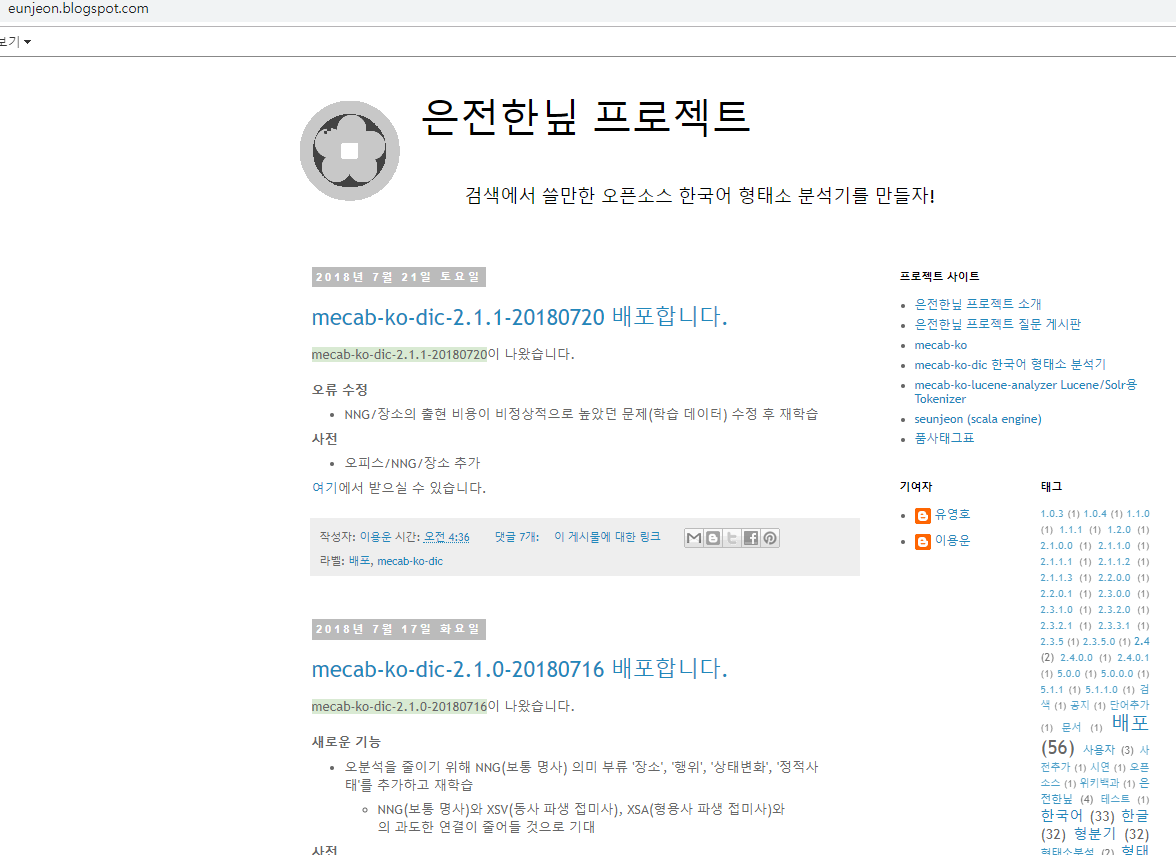 eunjeon.blogspot.com
보기
은전한닢 프로젝트
검색에서 쓸만한 오픈소스 한국어 형태소 분석기를 만들자!
2018년 7월 21일 토요일
mecab-ko-dic-2.1.1-20180720 배포합니다.
mecab-ko-dic-2.1.1-20180720이 나왔습니다.
오류 수정
NNG/장소의 출현 비용이 비정상적으로 높았던 문제(학습 데이터) 수정 후 재학습
사전
오피스/NNG/장소 추가
여기에서 받으실 수 있습니다.
작성자: 이용운 시간: 오전 4:36 댓글 7개: 이 게시물에 대한 링크
라벨: 배포, mecab-ko-dic
2018년 7월 17일 화요일
mecab-ko-dic-2.1.0-20180716 배포합니다.
mecab-ko-dic-2.1.0-20180716이 나왔습니다.
새로운 기능
오분석을 줄이기 위해 NNG(보통 명사) 의미 부류 '장소', '행위', '상태변화', '정적사
태'를 추가하고 재학습
NNG(보통 명사)와 XSV(동사 파생 접미사), XSA(형용사 파생 접미사)와
의 과도한 연결이 줄어들 것으로 기대
사전
프로젝트 사이트
은전한닢 프로젝트 소개
은전한닢 프로젝트 질문 게시판
mecab-ko
mecab-ko-dic 한국어 형태소 분석기
mecab-ko-lucene-analyzer Lucene/Solr용
Tokenizer
seunjeon (scala engine)
품사태그표
기여자
유영호
이용운
태그
1.0.3 (1) 1.0.4 (1) 1.1.0
(1) 1.1.1 (1) 1.2.0 (1)
2.1.0.0 (1) 2.1.1.0 (1)
2.1.1.1 (1) 2.1.1.2 (1)
2.1.1.3 (1) 2.2.0.0 (1)
2.2.0.1 (1) 2.3.0.0 (1)
2.3.1.0 (1) 2.3.2.0 (1)
2.3.2.1 (1) 2.3.3.1 (1)
2.3.5 (1) 2.3.5.0 (1) 2.4
(2) 2.4.0.0 (1) 2.4.0.1
(1) 5.0.0 (1) 5.0.0.0 (1)
5.1.1 (1) 5.1.1.0 (1) 검
색 (1) 공지 (1) 단어추가
(1) 문서 (1) 배포
(56) 사용자 (3) 사
전추가 (1) 시연 (1) 오픈
소스 (1) 위키백과 (1) 은
전한닢 (4) 테스트 (1)
한국어 (33) 한글
(32) 형분기 (32)
형태소분석 (2) 형태